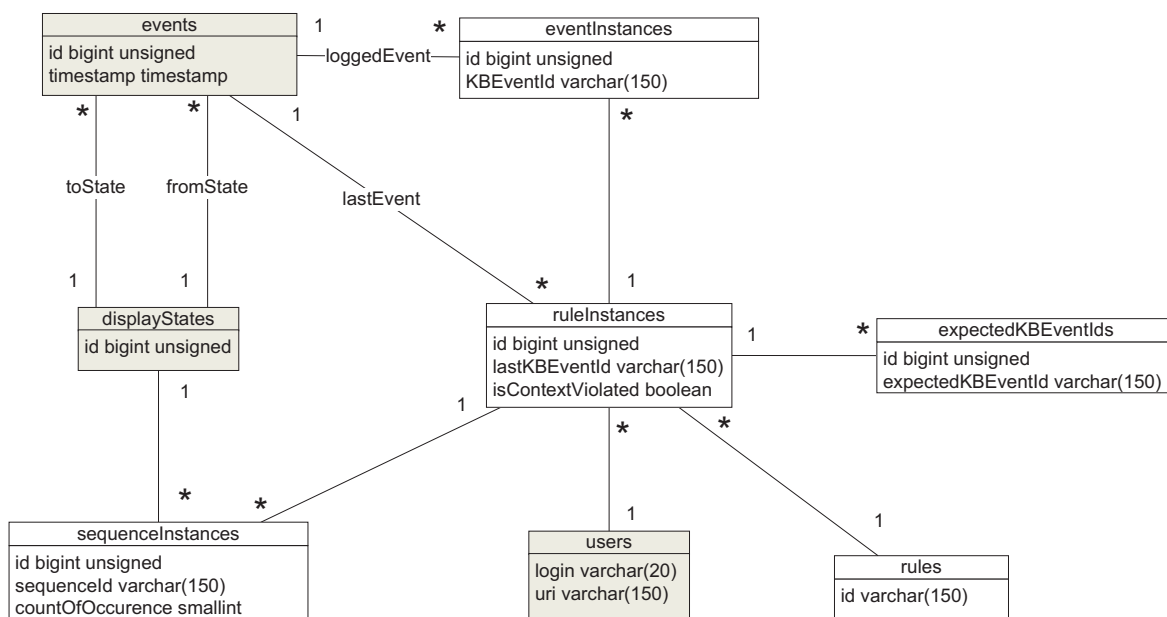 events
id bigint unsigned
timestamp timestamp
1
*
loggedEvent
eventInstances
id bigint unsigned
KBEventId varchar(150)
*
*
1
*
toState
fromState
lastEvent
1
1
*
1
displayStates
id bigint unsigned
ruleInstances
id bigint unsigned
lastKBEventId varchar(150)
isContextViolated boolean
1
*
expectedKBEventIds
id bigint unsigned
expectedKBEventId varchar(150)
1
1
*
*
*
*
1
1
sequenceInstances
id bigint unsigned
sequenceId varchar(150)
countOfOccurence smallint
users
login varchar(20)
uri varchar(150)
rules
id varchar(150)